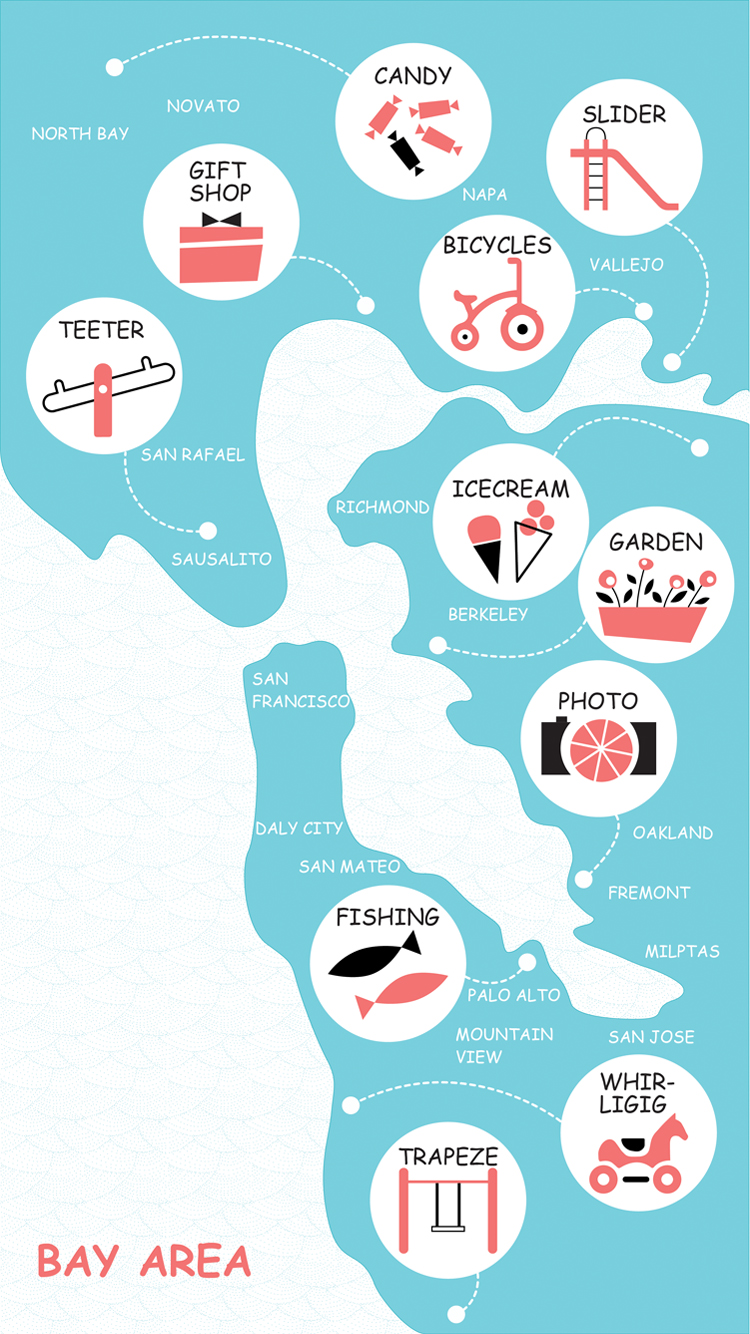 CANDY
SLIDER
NOVATO
NORTH BAY
GIFT
SHOP
NAPA
BICYCLES
VALLEJO
TEETER
SAN RAFAEL
ICECREAM
RICHMOND
GARDEN
SAUSALITO
BERKELEY
SAN
FRANCISCO
PHOTO
DALY CITY
OAKLAND
SAN MATEO
FREMONT
FISHING
MILPTAS
PALO ALTO
MOUNTAIN
VIEW
SAN JOSE
WHIR-
LIGIG
TRAPEZE
BAY AREA